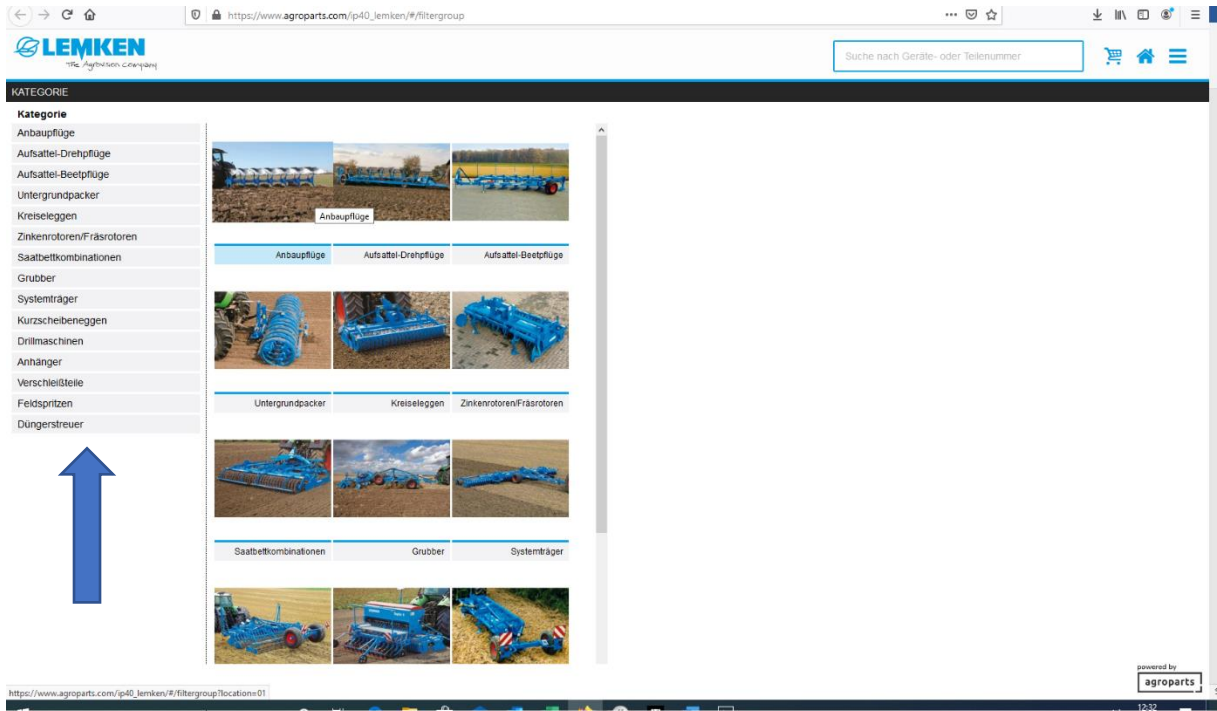 https://www.agroparts.com/ip40_lemken/#/filtergroup
LEMKEN
The Agrovision Company
Suche nach Geräte- oder Teilenummer
KATEGORIE
Kategorie
Anbaupflüge
Aufsattel-Drehpflüge
Aufsattel-Beetpflüge
Untergrundpacker
Kreiseleggen
Zinkenrotoren/Fräsrotoren
Saatbettkombinationen
Grubber
Systemträger
Kurzscheibeneggen
Drillmaschinen
Anhänger
Verschleißteile
Feldspritzen
Düngerstreuer
Anbaupflüge
Anbaupflüge Aufsattel-Drehpflüge Aufsattel-Beetpflüge
Untergrundpacker Kreiseleggen Zinkenrotoren/Fräsrotoren
Saatbettkombinationen Grubber Systemträger
powered by
agroparts
https://www.agroparts.com/ip40_lemken/#/filtergroup?location=01
12:32